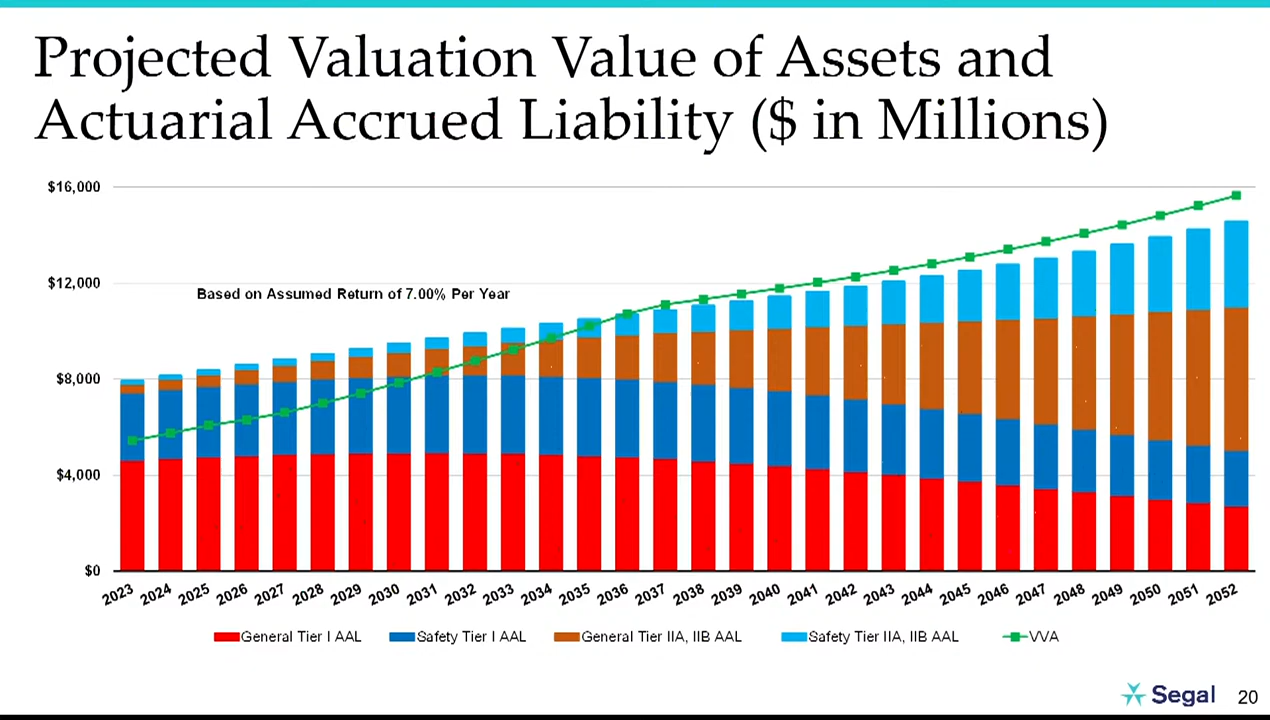 Projected Valuation Value of Assets and
Actuarial Accrued Liability ($ in Millions)
$16,000
$12,000
Based on Assumed Return of 7.00% Per Year
$8,000
$4,000
$0
2023 2024 2025 2026 2027 2028 2029 2030 2031 2032 2033 2034 2035 2036 2037 2038 2039 2040 2041 2042 2043 2044 2045 2046 2047 2048 2049 2050 2051 2052
General Tier I AAL Safety Tier I AAL General Tier IIA, IIB AAL Safety Tier IIA, IIB AAL VVA
Segal 20